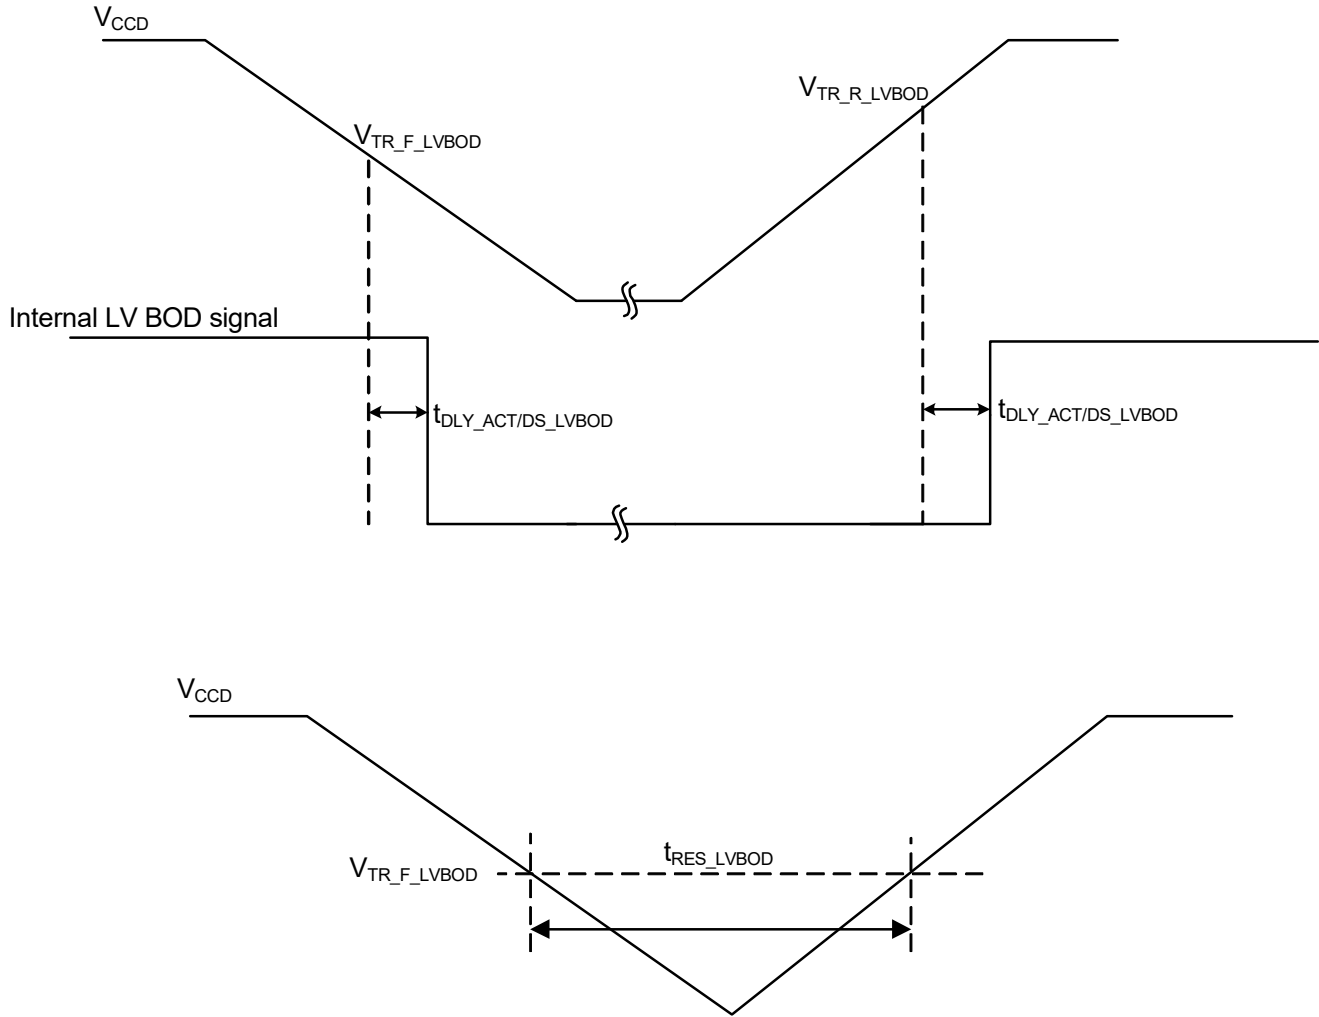 VCCD
VTR_R_LVBOD
VTR_F_LVBOD
Internal LV BOD signal
tDLY_ACT/DS_LVBOD
tDLY_ACT/DS_LVBOD
VCCD
tRES_LVBOD
VTR_F_LVBOD